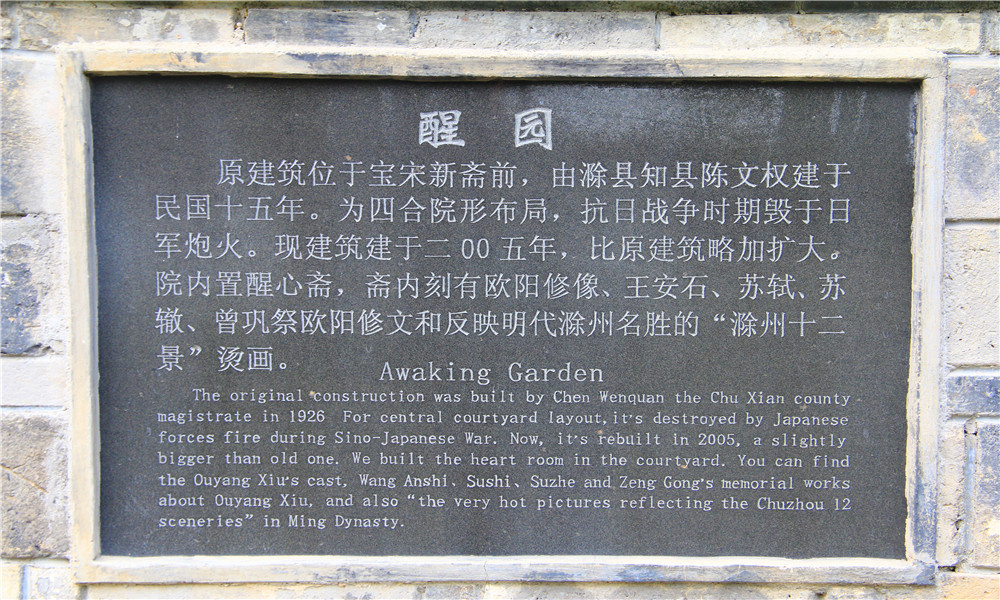 醒园
原建筑位于宝宋新斋前，由滁县知县陈文权建于
民国十五年。为四合院形布局，抗日战争时期毁于日
军炮火。现建筑建于二00五年，比原建筑略加扩大。
院内置醒心斋，斋内刻有欧阳修像、王安石、苏轼、苏
辙、曾巩祭欧阳修文和反映明代滁州名胜的“滁州十二
景”烫画。
Awaking Garden
The original construction was built by Chen Wenquan the Chu Xian county
magistrate in 1926 For central courtyard layout, it's destroyed by Japanese
forces fire during Sino-Japanese War. Now, it's rebuilt in 2005, a slightly
bigger than old one. We built the heart room in the courtyard. You can find
the Ouyang Xiu's cast, Wang Anshi、Sushi、Suzhe and Zeng Gong's memorial works
about Ouyang Xiu, and also “the very hot pictures reflecting the Chuzhou 12
sceneries” in Ming Dynasty.